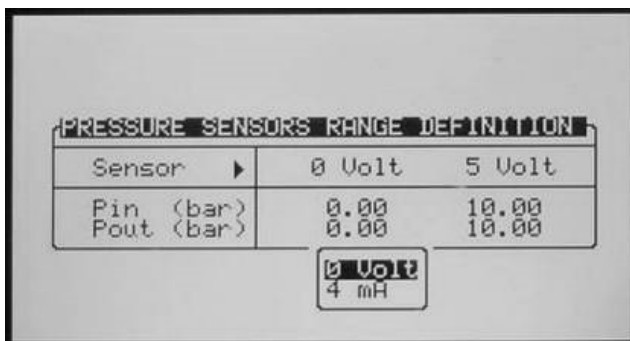 PRESSURE SENSORS RANGE DEFINITION
Sensor ▶ 0 Volt 5 Volt
Pin (bar) 0.00 10.00
Pout (bar) 0.00 10.00
0 Volt
4 mA